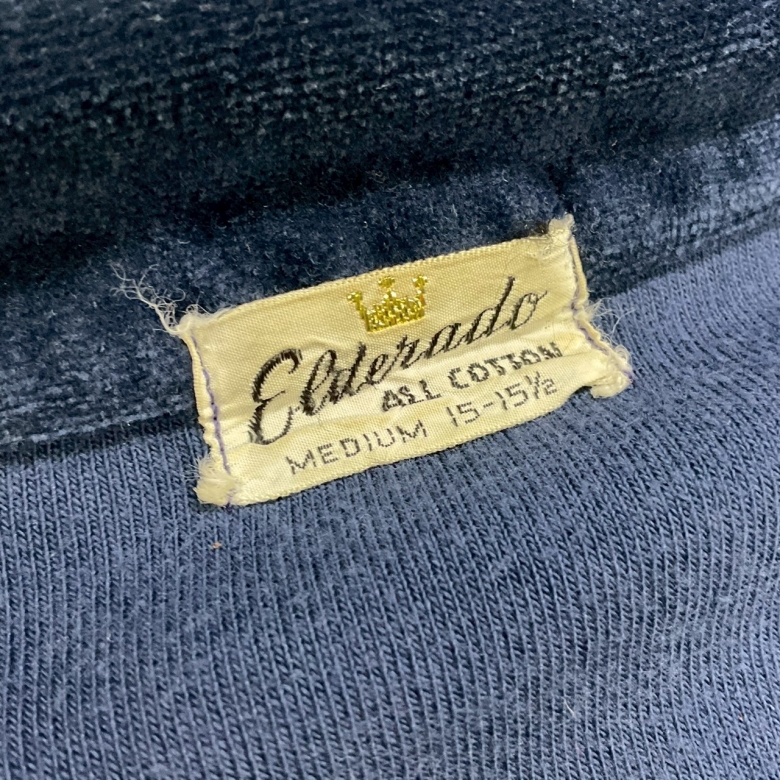 Elderado
ALL COTTON
MEDIUM 15-15½